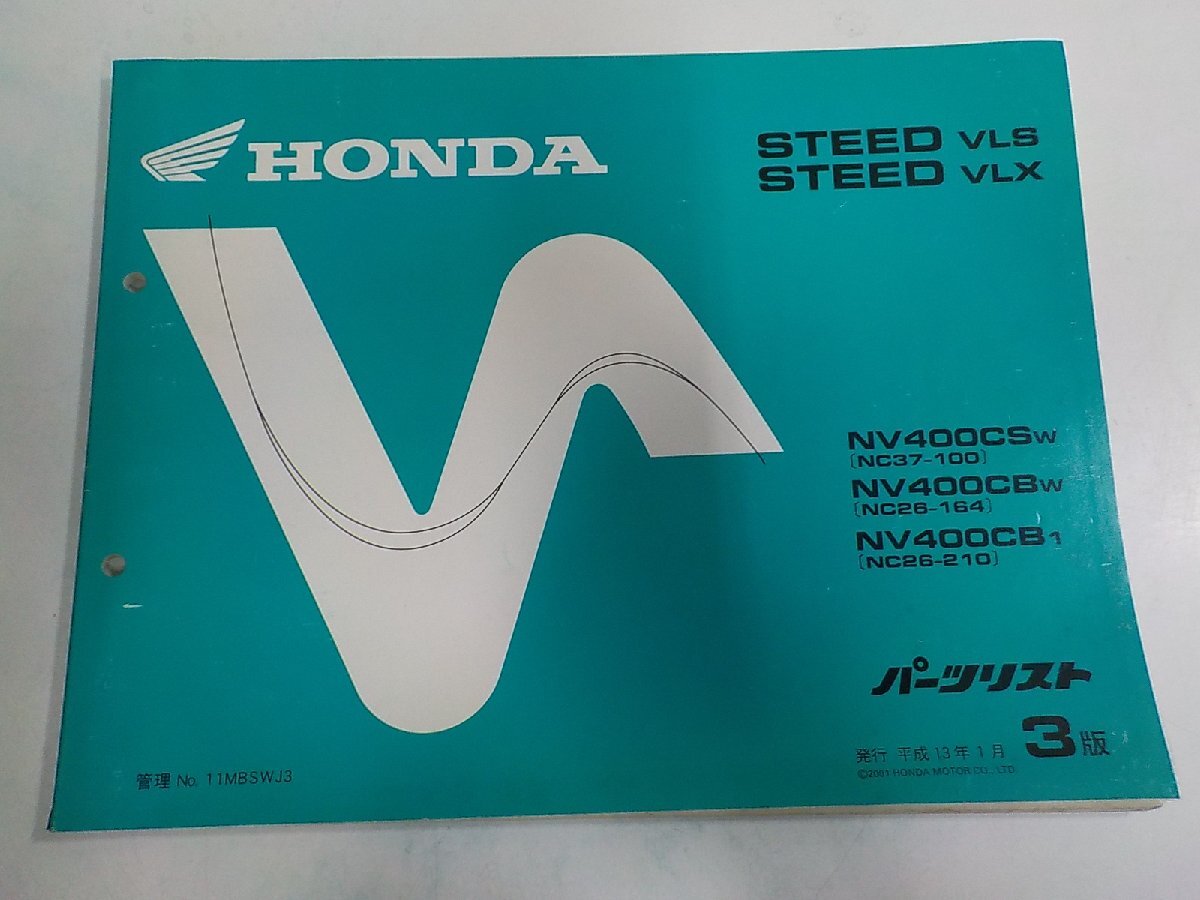 HONDA
STEED VLS
STEED VLX
NV400CSW
〔NC37-100〕
NV400CBW
〔NC26-164〕
NV400CB1
〔NC26-210〕
パーツリスト
発行 平成13年1月 3版
©2001 HONDA MOTOR CO., LTD.
管理 No. 11MBSWJ3